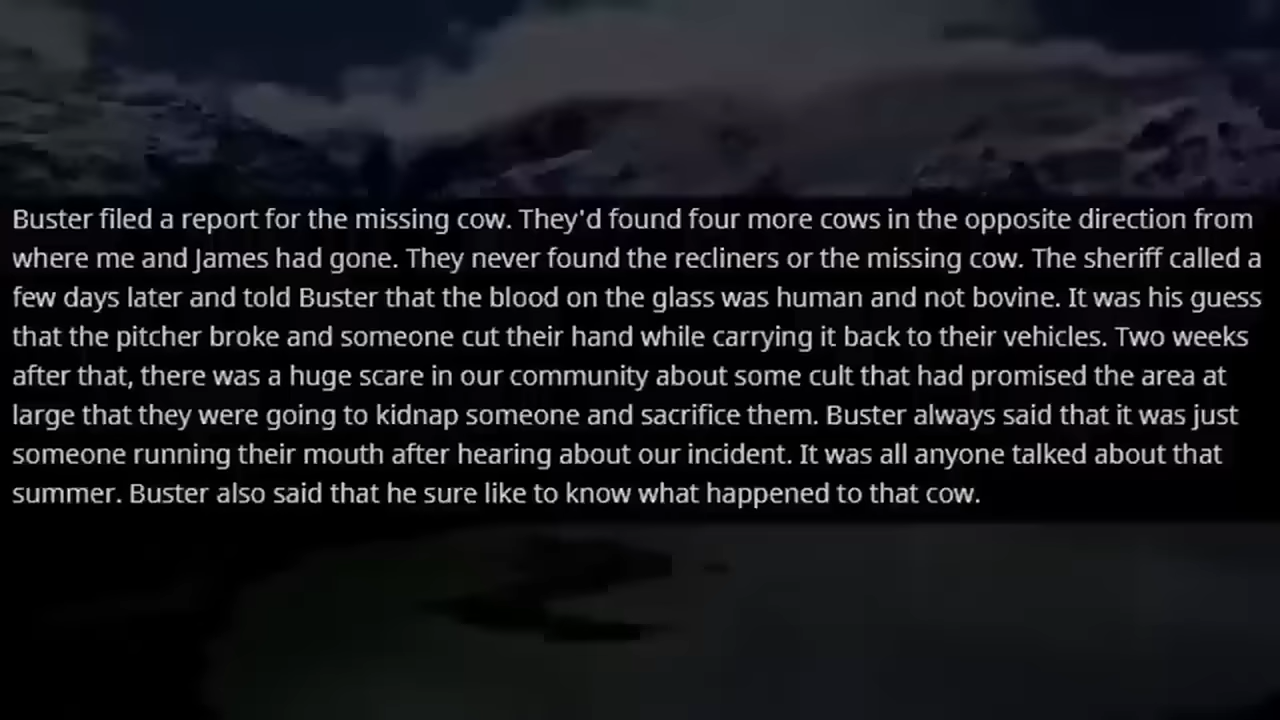 Buster filed a report for the missing cow. They'd found four more cows in the opposite direction from
where me and James had gone. They never found the recliners or the missing cow. The sheriff called a
few days later and told Buster that the blood on the glass was human and not bovine. It was his guess
that the pitcher broke and someone cut their hand while carrying it back to their vehicles. Two weeks
after that, there was a huge scare in our community about some cult that had promised the area at
large that they were going to kidnap someone and sacrifice them. Buster always said that it was just
someone running their mouth after hearing about our incident. It was all anyone talked about that
summer. Buster also said that he sure like to know what happened to that cow.